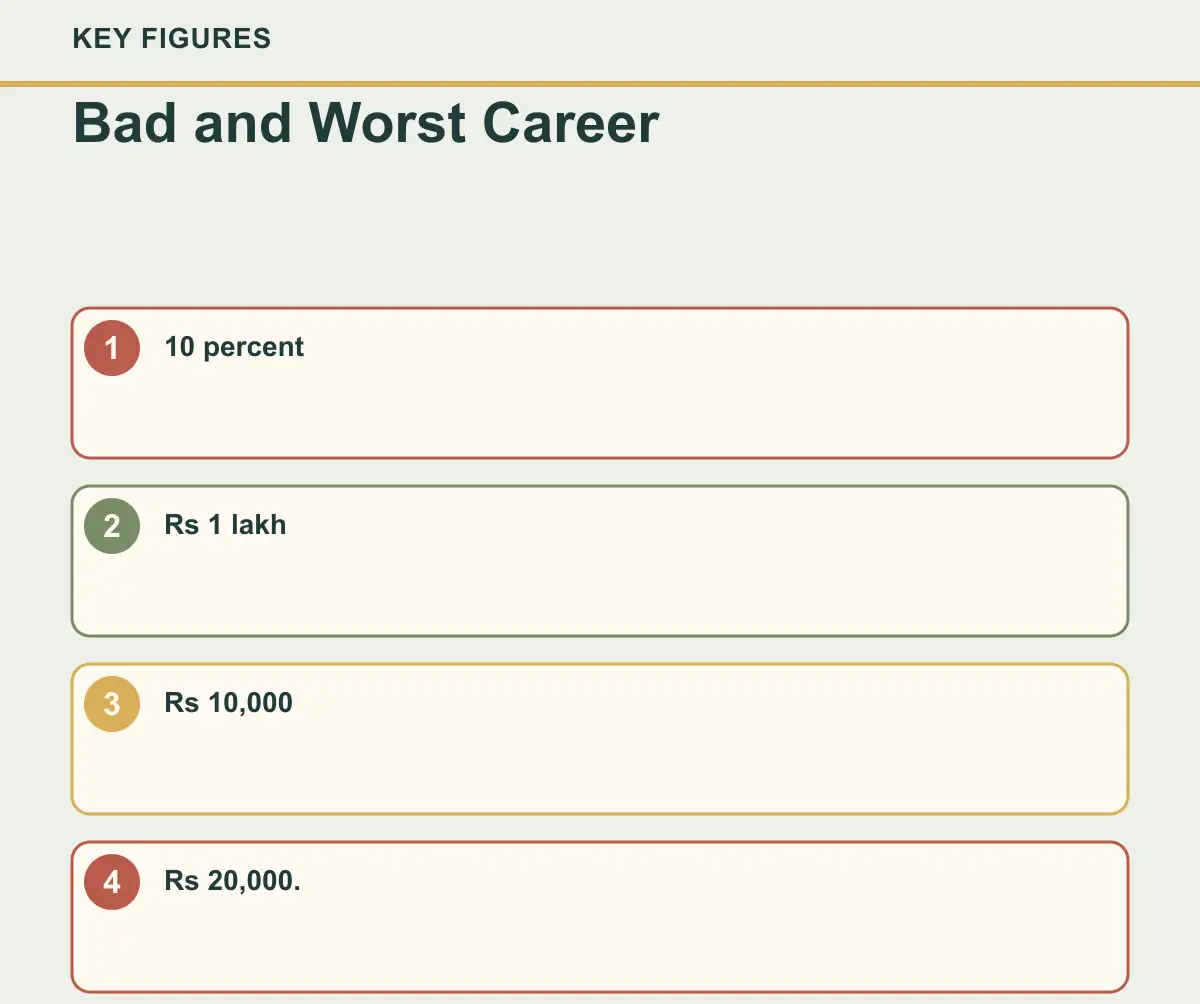 KEY FIGURES
Bad and Worst Career
1 10 percent
2 Rs 1 lakh
3 Rs 10,000
4 Rs 20,000.